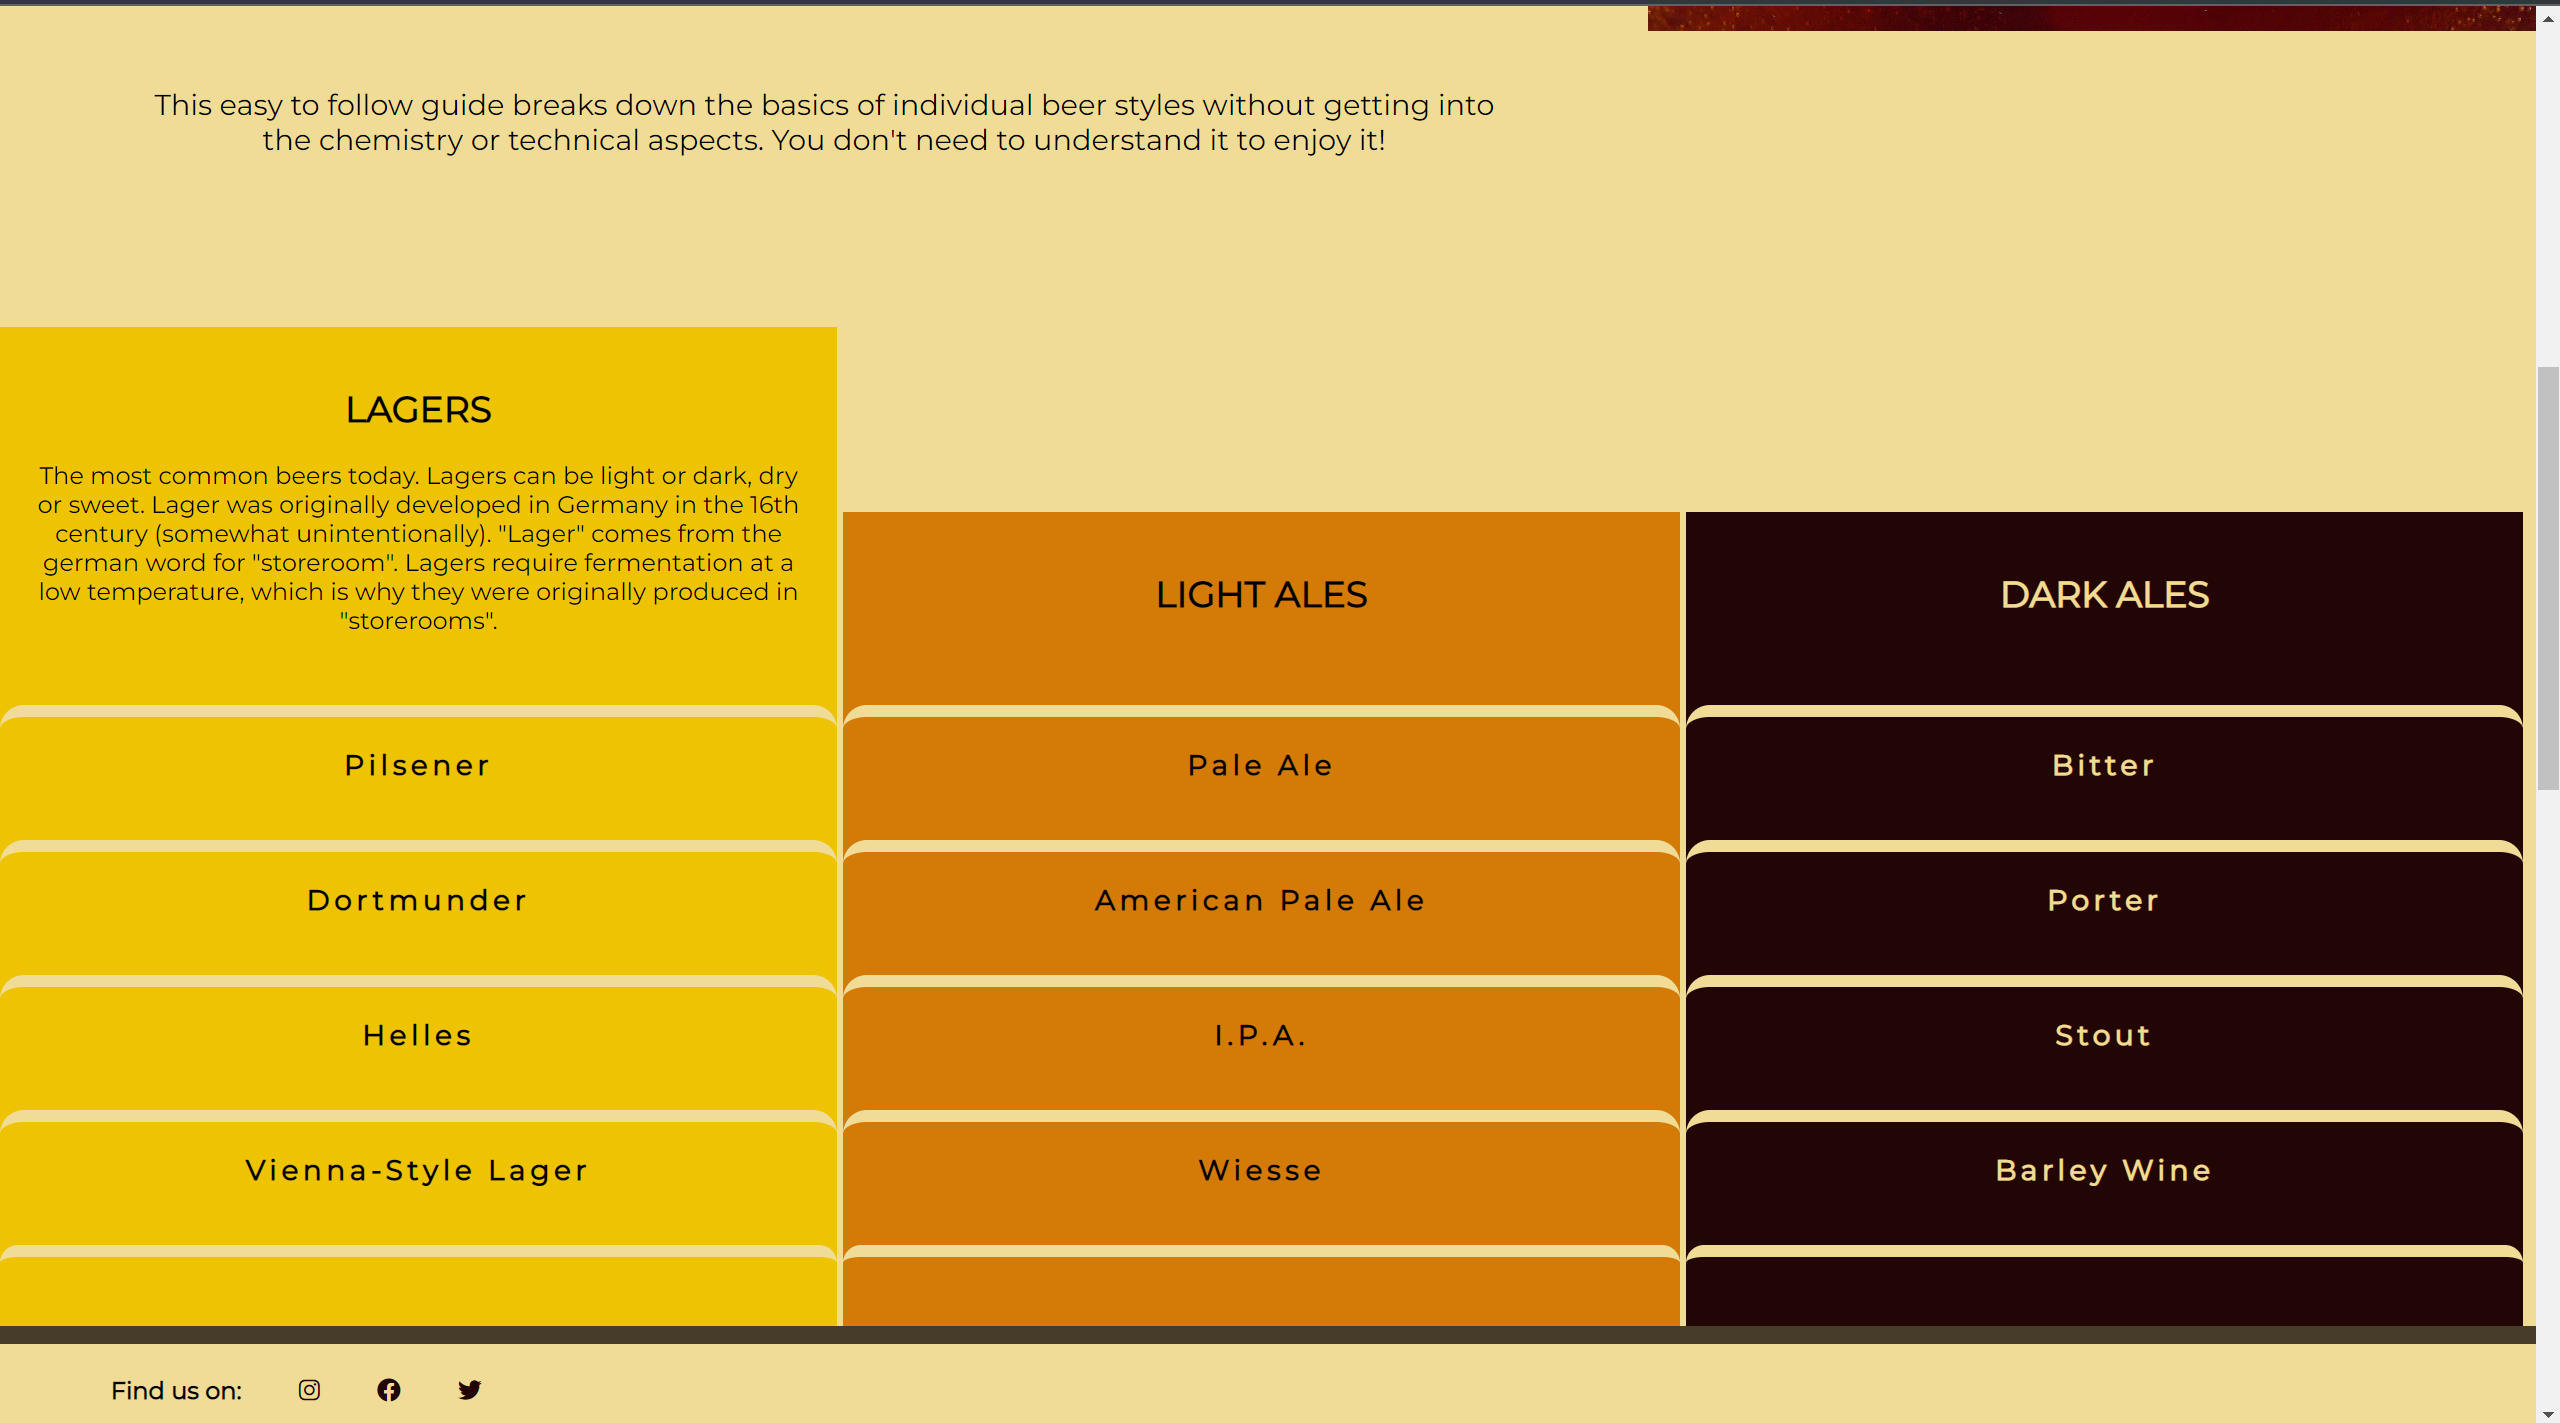 This easy to follow guide breaks down the basics of individual beer styles without getting into
the chemistry or technical aspects. You don't need to understand it to enjoy it!
LAGERS
The most common beers today. Lagers can be light or dark, dry
or sweet. Lager was originally developed in Germany in the 16th
century (somewhat unintentionally). "Lager" comes from the
german word for "storeroom". Lagers require fermentation at a
low temperature, which is why they were originally produced in
"storerooms".
Pilsener
Dortmunder
Helles
Vienna-Style Lager
LIGHT ALES
Pale Ale
American Pale Ale
I.P.A.
Wiesse
DARK ALES
Bitter
Porter
Stout
Barley Wine
Find us on: